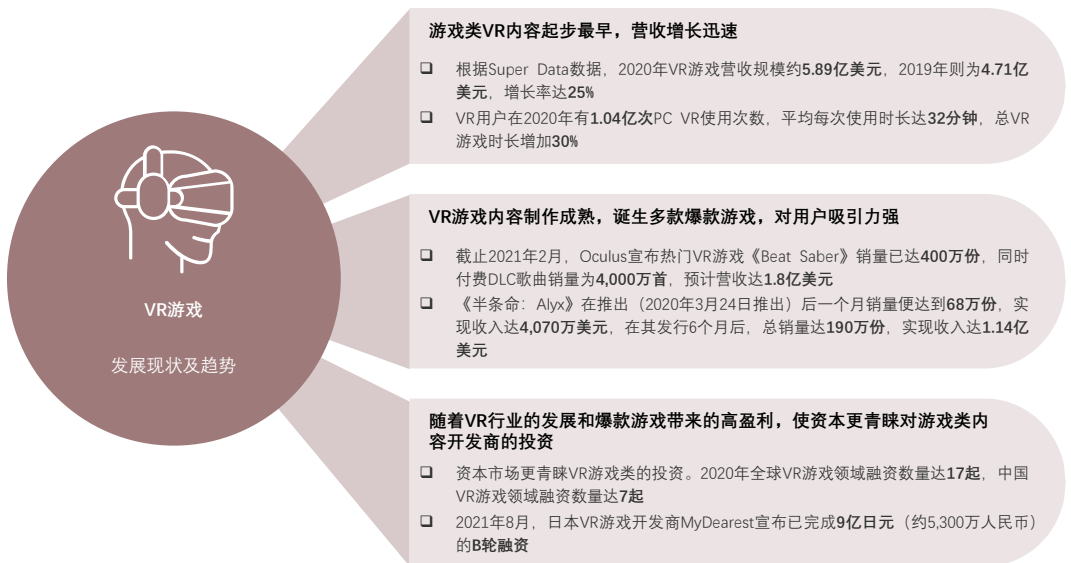 VR游戏
发展现状及趋势
游戏类VR内容起步最早，营收增长迅速
根据Super Data数据，2020年VR游戏营收规模约5.89亿美元，2019年则为4.71亿
美元，增长率达25%
VR用户在2020年有1.04亿次PC VR使用次数，平均每次使用时长达32分钟，总VR
游戏时长增加30%
VR游戏内容制作成熟，诞生多款爆款游戏，对用户吸引力强
截止2021年2月，Oculus宣布热门VR游戏《Beat Saber》销量已达400万份，同时
付费DLC歌曲销量为4,000万首，预计营收达1.8亿美元
《半条命：Alyx》在推出（2020年3月24日推出）后一个月销量便达到68万份，实
现收入达4,070万美元，在其发行6个月后，总销量达190万份，实现收入达1.14亿
美元
随着VR行业的发展和爆款游戏带来的高盈利，使资本更青睐对游戏类内
容开发商的投资
资本市场更青睐VR游戏类的投资。2020年全球VR游戏领域融资数量达17起，中国
VR游戏领域融资数量达7起
2021年8月，日本VR游戏开发商MyDearest宣布已完成9亿日元（约5,300万人民币）
的B轮融资